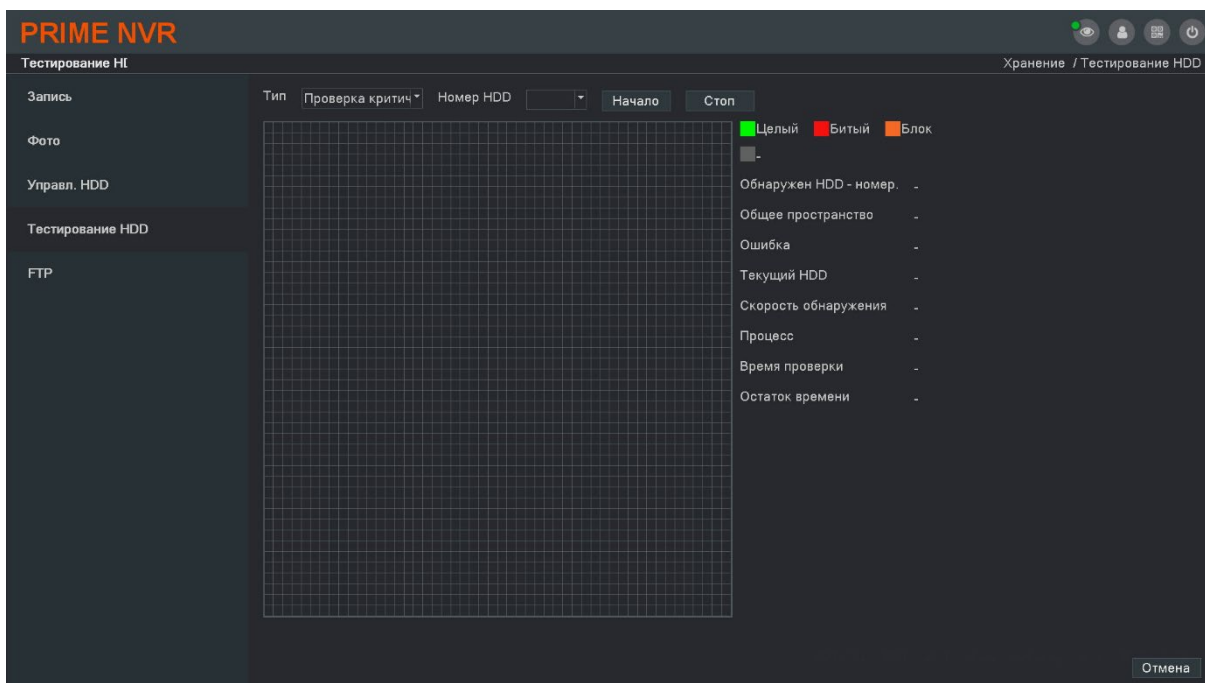 PRIME NVR
Тестирование HI
Хранение / Тестирование HDD
Запись
Фото
Управл. HDD
Тестирование HDD
FTP
Тип Проверка критич Номер HDD Начало Стоп
Целый Битый Блок
-
Обнаружен HDD - номер. -
Общее пространство -
Ошибка -
Текущий HDD -
Скорость обнаружения -
Процесс -
Время проверки -
Остаток времени -
Отмена